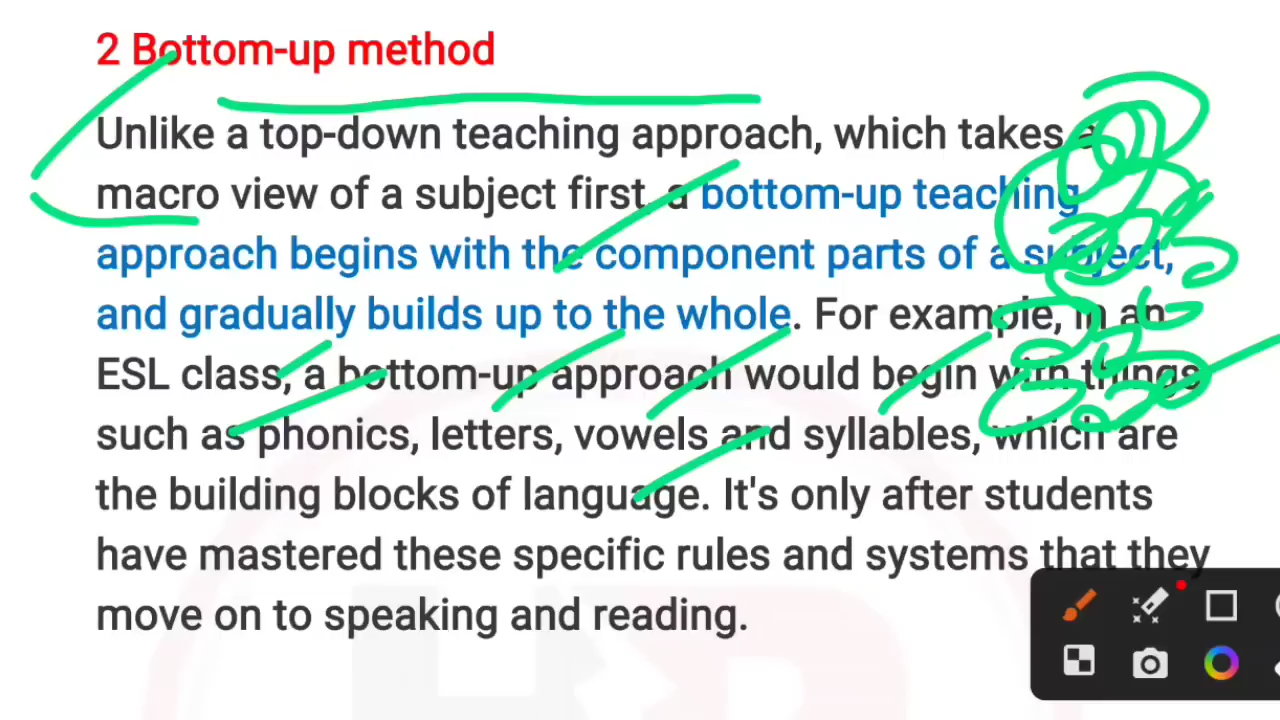 2 Bottom-up method
Unlike a top-down teaching approach, which takes a
macro view of a subject first, a bottom-up teaching
approach begins with the component parts of a subject,
and gradually builds up to the whole. For example, in an
ESL class, a bottom-up approach would begin with things
such as phonics, letters, vowels and syllables, which are
the building blocks of language. It's only after students
have mastered these specific rules and systems that they
move on to speaking and reading.